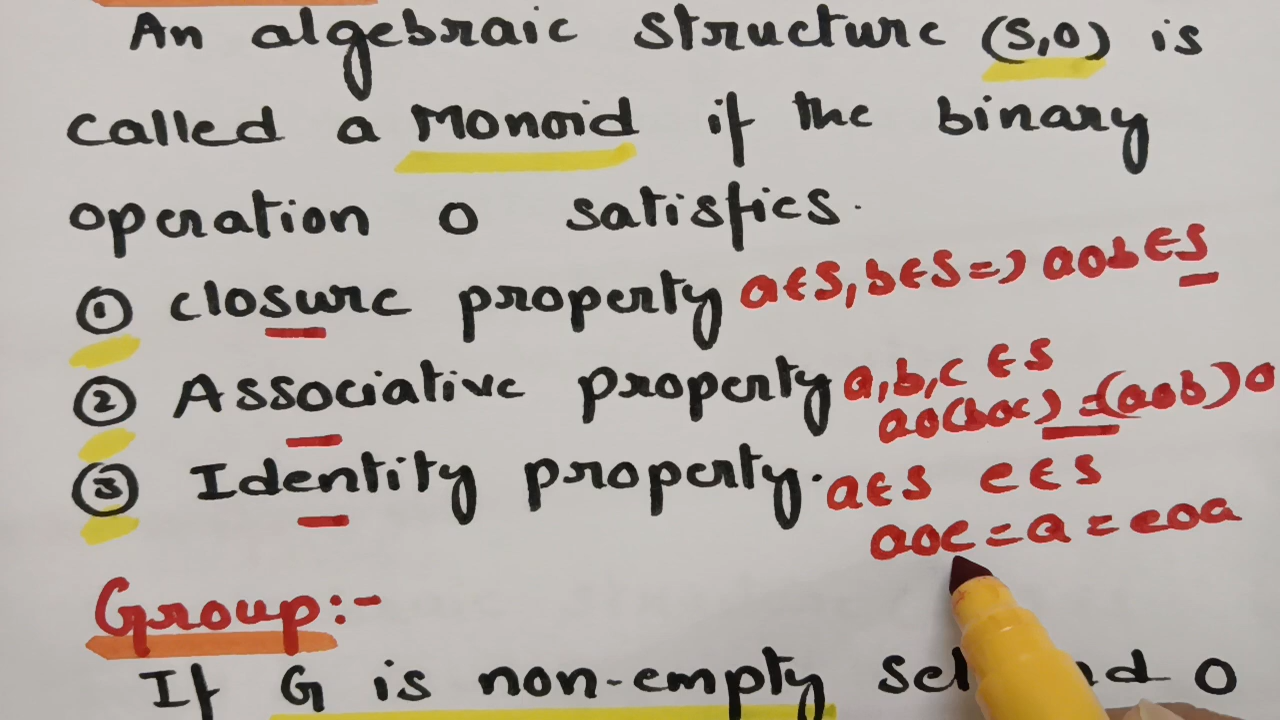 An algebraic structure (S,O) is
called a Monoid if the binary
operation O satisfies.
① closure property a∈S, b∈S => aob∈S
② Associative property a,b,c ∈ S
ao(boc) = (aob)o
③ Identity property. a∈S e∈S
aoe = a = eoa
Group:-
If G is non-empty O